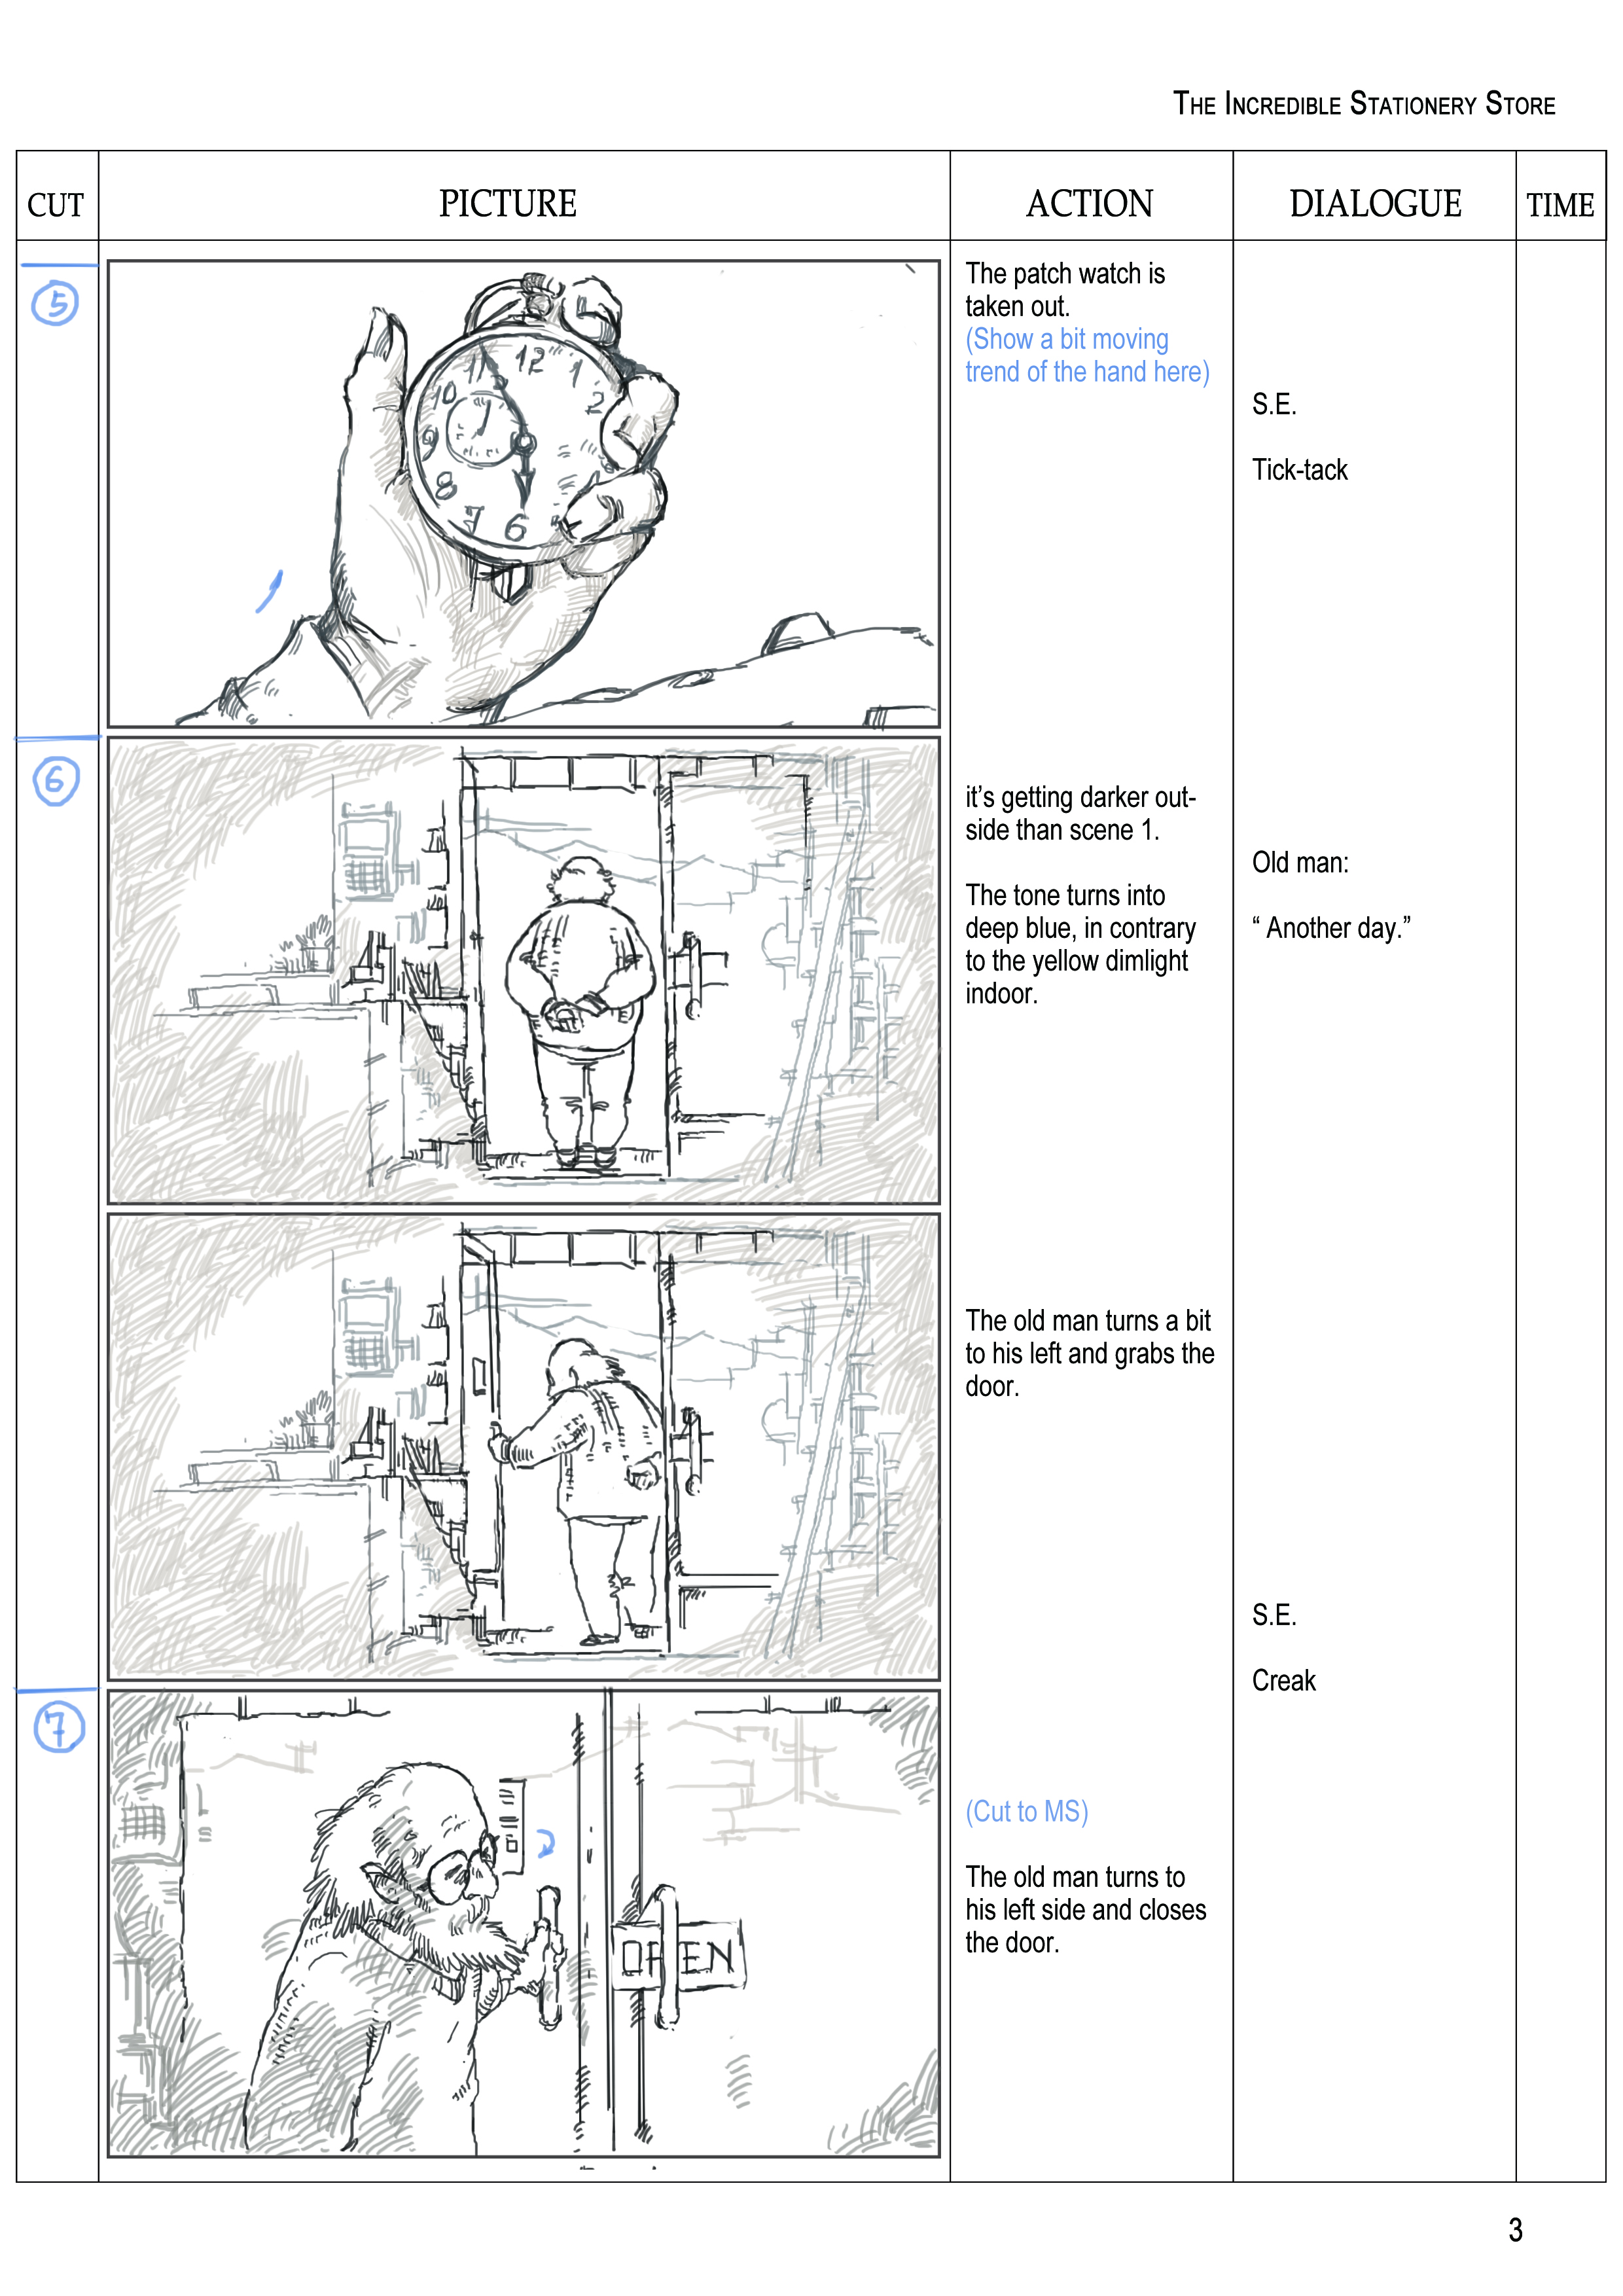 THE INCREDIBLE STATIONERY STORE
CUT
PICTURE
ACTION
DIALOGUE
TIME
5
12
1
2
6
7
8
9
10
11
The patch watch is
taken out.
(Show a bit moving
trend of the hand here)
S.E.
Tick-tack
6
it's getting darker out-
side than scene 1.
The tone turns into
deep blue, in contrary
to the yellow dimlight
indoor.
Old man:
“ Another day.”
The old man turns a bit
to his left and grabs the
door.
S.E.
Creak
7
OPEN
(Cut to MS)
The old man turns to
his left side and closes
the door.
3